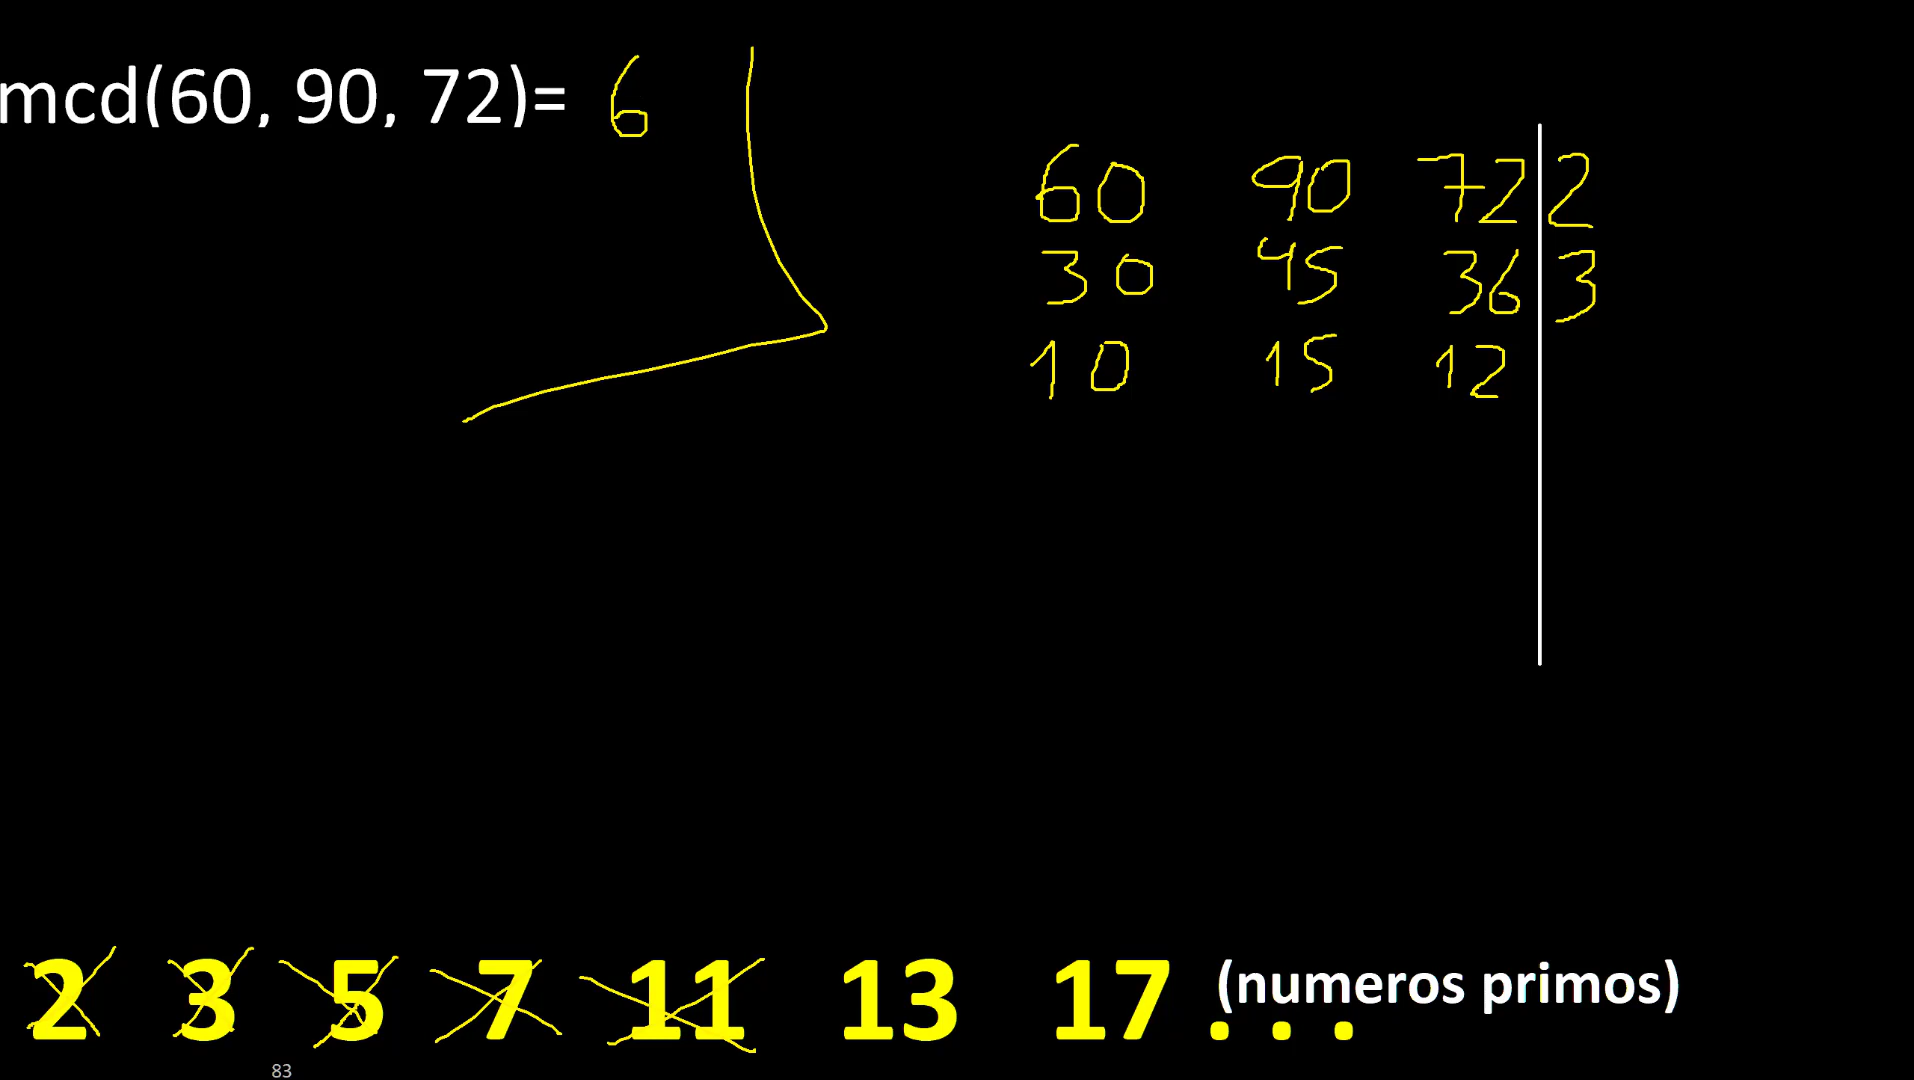 mcd(60, 90, 72)= 6
60 90 72 2
30 45 36 3
10 15 12
2 3 5 7 11 13 17 ... (numeros primos)
83